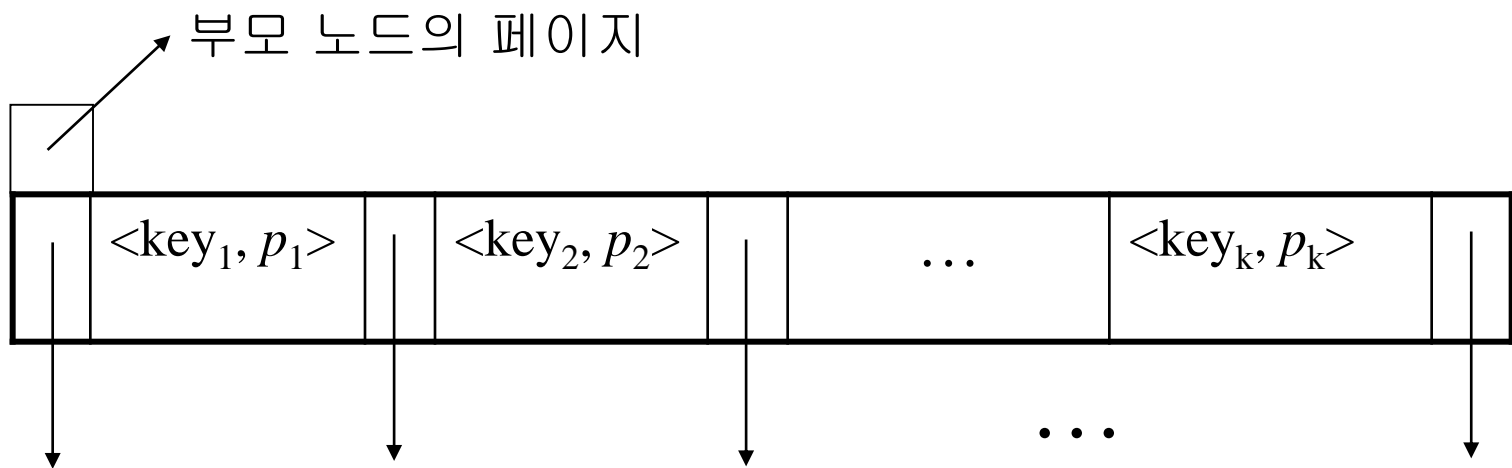 부모 노드의 페이지
<key₁, p₁> <key₂, p₂> … <keyₖ, pₖ>
…